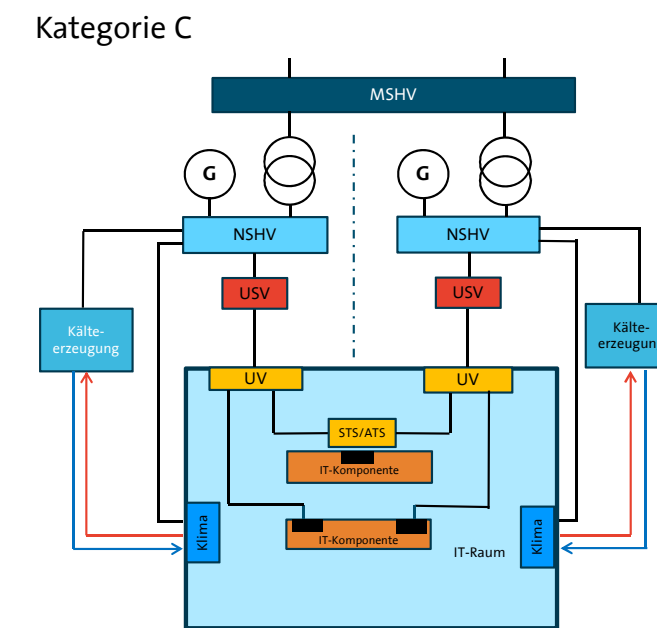 Kategorie C
MSHV
G
G
NSHV
NSHV
USV
USV
Kälte-
erzeugung
Kälte-
erzeugun
UV
UV
STS/ATS
IT-Komponente
IT-Komponente
Klima
IT-Raum
Klima